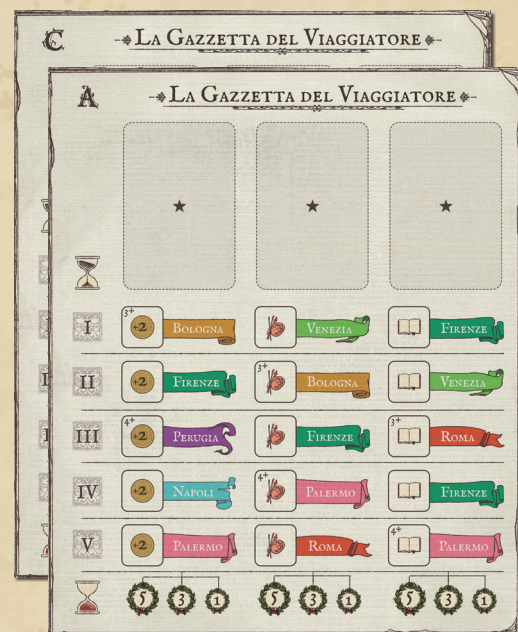 C
La Gazzetta del Viaggiatore
A
La Gazzetta del Viaggiatore
I 3+ +2 Bologna Venezia Firenze
II +2 Firenze 3+ Bologna Venezia
III 4+ +2 Perugia Firenze 3+ Roma
IV +2 Napoli 4+ Palermo Firenze
V +2 Palermo Roma 4+ Palermo
5 3 1 5 3 1 5 3 1